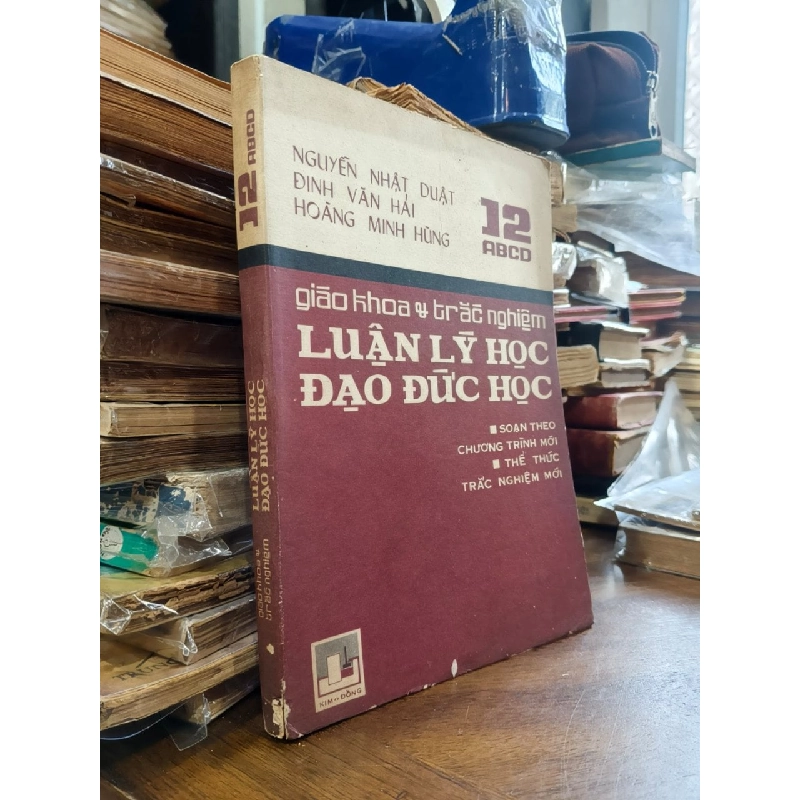 NGUYỄN NHẬT DUẬT
ĐINH VĂN HẢI
HOÀNG MINH HÙNG
12
ABCD
giáo khoa & trắc nghiệm
LUẬN LÝ HỌC
ĐẠO ĐỨC HỌC
SOẠN THEO
CHƯƠNG TRÌNH MỚI
THỂ THỨC
TRẮC NGHIỆM MỚI
KIM ĐỒNG
12 ABCD
LUẬN LÝ HỌC
ĐẠO ĐỨC HỌC
giáo khoa &
trắc nghiệm